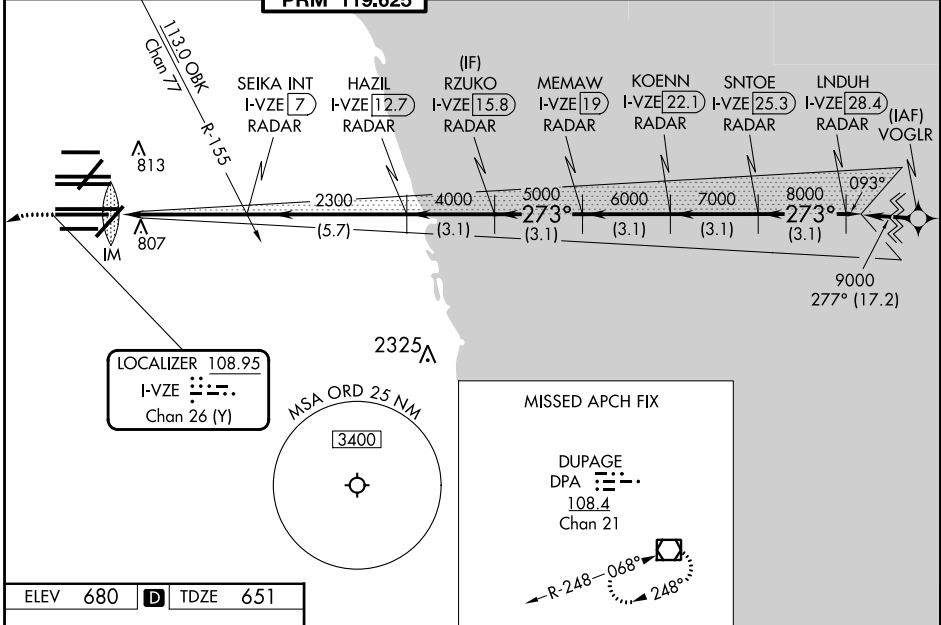 PRM 119.625
113.0 OBK
Chan 77
R-155
SEIKA INT
I-VZE 7
RADAR
HAZIL
I-VZE 12.7
RADAR
(IF)
RZUKO
I-VZE 15.8
RADAR
MEMAW
I-VZE 19
RADAR
KOENN
I-VZE 22.1
RADAR
SNTOE
I-VZE 25.3
RADAR
LNDUH
I-VZE 28.4
RADAR
(IAF)
VOGLR
813
807
IM
2300
4000
5000
6000
7000
8000
093°
273°
273°
(5.7)
(3.1)
(3.1)
(3.1)
(3.1)
(3.1)
9000
277° (17.2)
LOCALIZER 108.95
I-VZE
Chan 26 (Y)
2325
MSA ORD 25 NM
3400
MISSED APCH FIX
DUPAGE
DPA
108.4
Chan 21
R-248
068°
248°
ELEV 680 D TDZE 651